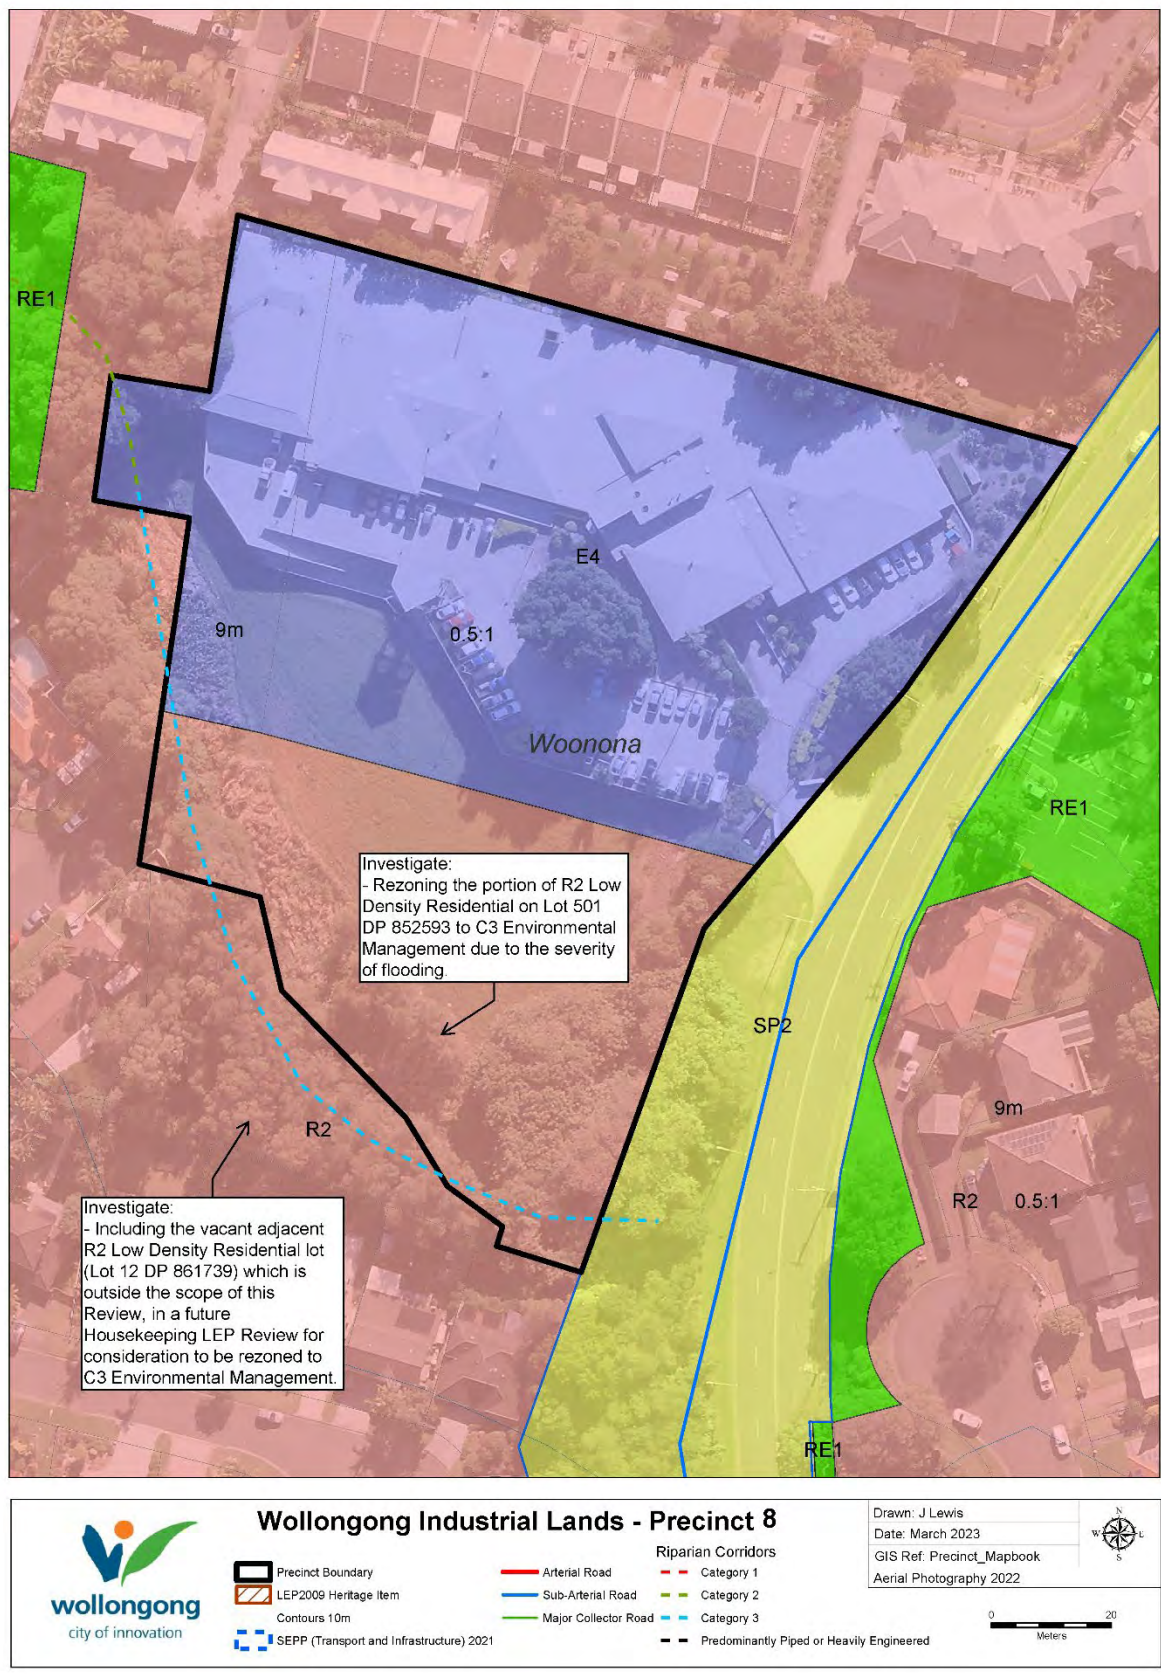 RE1
E4
9m
0.5:1
Woonona
RE1
Investigate:
- Rezoning the portion of R2 Low
Density Residential on Lot 501
DP 852593 to C3 Environmental
Management due to the severity
of flooding.
SP2
9m
R2
R2
0.5:1
Investigate:
- Including the vacant adjacent
R2 Low Density Residential lot
(Lot 12 DP 861739) which is
outside the scope of this
Review, in a future
Housekeeping LEP Review for
consideration to be rezoned to
C3 Environmental Management.
RE1
wollongong
city of innovation
Wollongong Industrial Lands - Precinct 8
Precinct Boundary
LEP2009 Heritage Item
Contours 10m
SEPP (Transport and Infrastructure) 2021
Arterial Road
Sub-Arterial Road
Major Collector Road
Riparian Corridors
Category 1
Category 2
Category 3
Predominantly Piped or Heavily Engineered
Drawn: J Lewis
Date: March 2023
GIS Ref: Precinct_Mapbook
Aerial Photography 2022
N
W
E
S
0
20
Meters